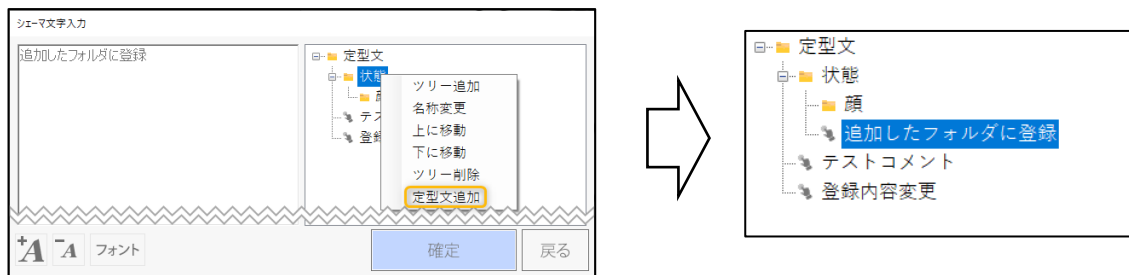 シェーマ文字入力
追加したフォルダに登録
定型文
状態
ツリー追加
名称変更
上に移動
下に移動
ツリー削除
定型文追加
+A
-A
フォント
確定
戻る
定型文
状態
顔
追加したフォルダに登録
テストコメント
登録内容変更